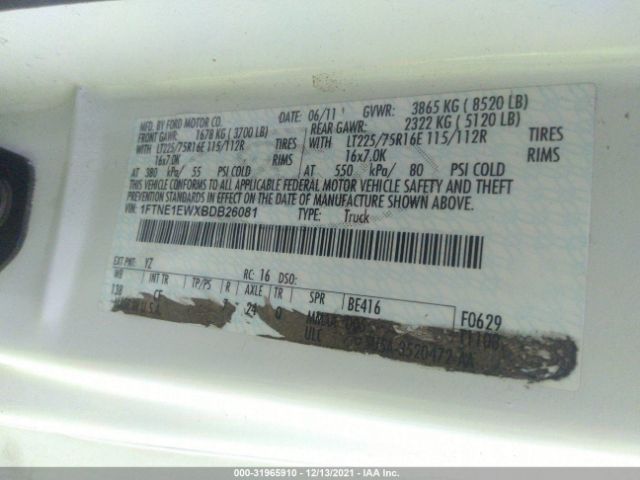 MFD. BY FORD MOTOR CO. DATE: 06/11 GVWR: 3865 KG ( 8520 LB)
FRONT GAWR: 1678 KG (3700 LB) REAR GAWR: 2322 KG ( 5120 LB)
WITH LT225/75R16E 115/112R TIRES WITH LT225/75R16E 115/112R TIRES
16x7.0K RIMS 16x7.0K RIMS
AT 380 kPa/ 55 PSI COLD AT 550 kPa/ 80 PSI COLD
THIS VEHICLE CONFORMS TO ALL APPLICABLE FEDERAL MOTOR VEHICLE SAFETY AND THEFT
PREVENTION STANDARDS IN EFFECT ON THE DATE OF MANUFACTURE SHOWN ABOVE.
VIN: 1FTNE1EWXBDB26081 TYPE: Truck
EXT PNT: YZ RC: 16 DSO:
WB INT TR TP/PS R AXLE TR SPR BE416 F0629
138 CF 24 Q
U.S.A. ULC
000-31965910 - 12/13/2021 - IAA Inc.